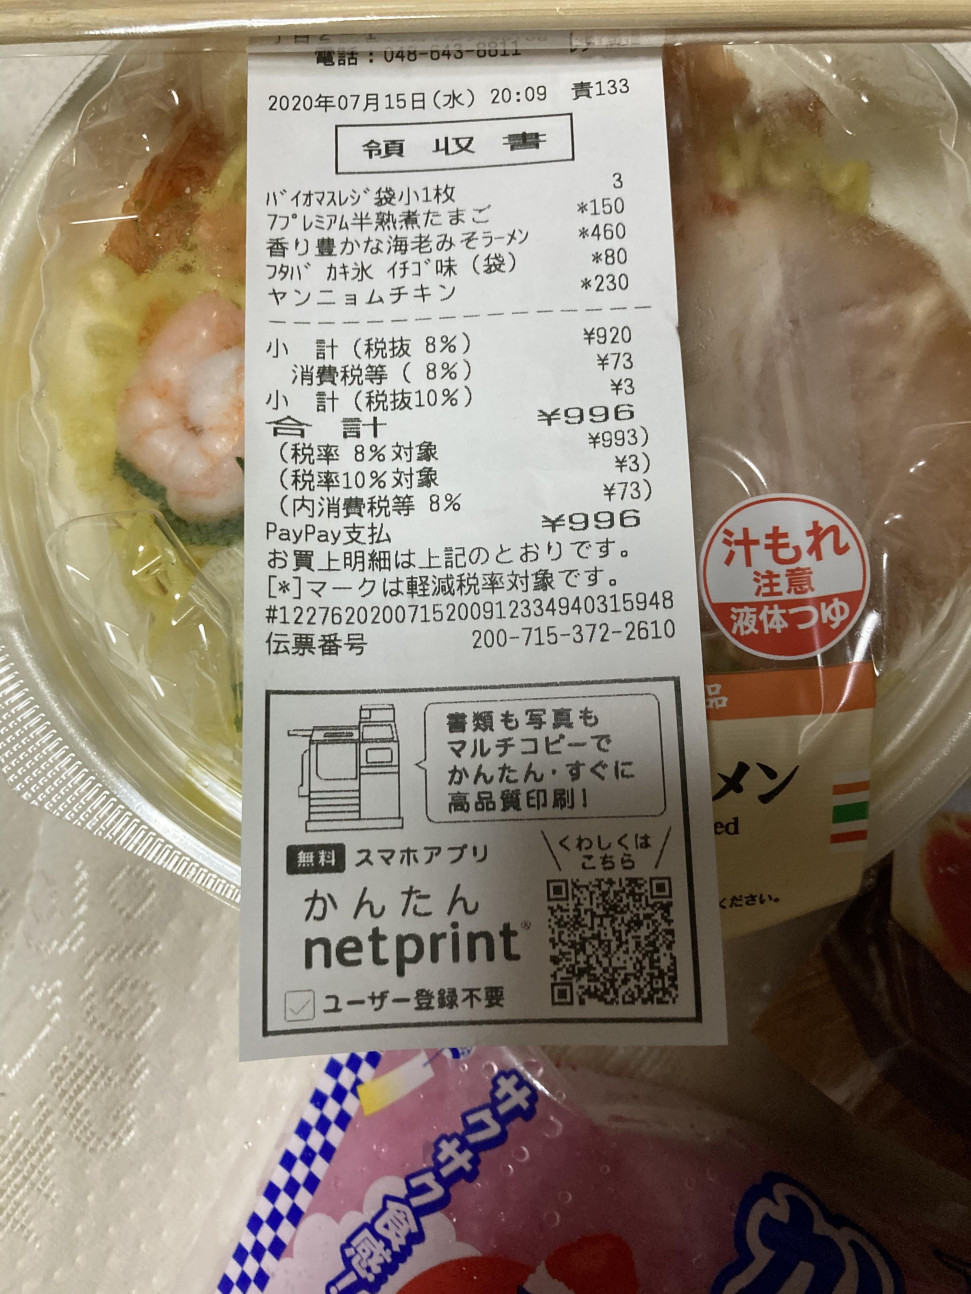 電話：048-643-8811
2020年07月15日(水) 20:09 責133
領収書
ﾊﾞｲｵﾏｽﾚｼﾞ袋小1枚 3
7プﾚミアﾑ半熟煮たまご *150
香り豊かな海老みそﾗｰﾒﾝ *460
ﾌﾀﾊﾞ ｶｷ氷 ｲﾁｺﾞ味（袋） *80
ヤンニョムチキン *230
小 計（税抜 8%） ¥920
消費税等（ 8%） ¥73
小 計（税抜10%） ¥3
合 計 ¥996
（税率 8%対象 ¥993）
（税率10%対象 ¥3）
（内消費税等 8% ¥73）
PayPay支払 ¥996
お買上明細は上記のとおりです。
[*]マークは軽減税率対象です。
#122762020071520091233494031​5948
伝票番号 200-715-372-2610
書類も写真も
マルチコピーで
かんたん･すぐに
高品質印刷！
無料 スマホアプリ
くわしくは
こちら
かんたん
netprint®
ユーザー登録不要
汁もれ
注意
液体つゆ
品
メン
ed
ください。
サクサク食感！
カ